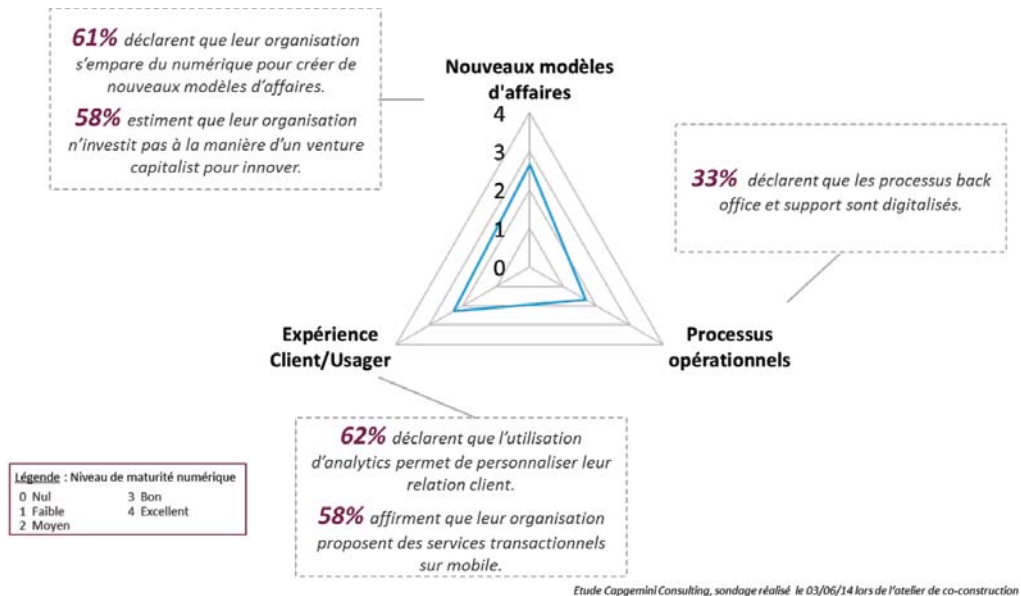 61% déclarent que leur organisation
s'empare du numérique pour créer de
nouveaux modèles d'affaires.
58% estiment que leur organisation
n'investit pas à la manière d'un venture
capitalist pour innover.
Nouveaux modèles
d'affaires
4
3
2
1
0
33% déclarent que les processus back
office et support sont digitalisés.
Expérience
Client/Usager
Processus
opérationnels
62% déclarent que l'utilisation
d'analytics permet de personnaliser leur
relation client.
58% affirment que leur organisation
proposent des services transactionnels
sur mobile.
Légende : Niveau de maturité numérique
0 Nul 3 Bon
1 Faible 4 Excellent
2 Moyen
Etude Capgemini Consulting, sondage réalisé le 03/06/14 lors de l'atelier de co-construction